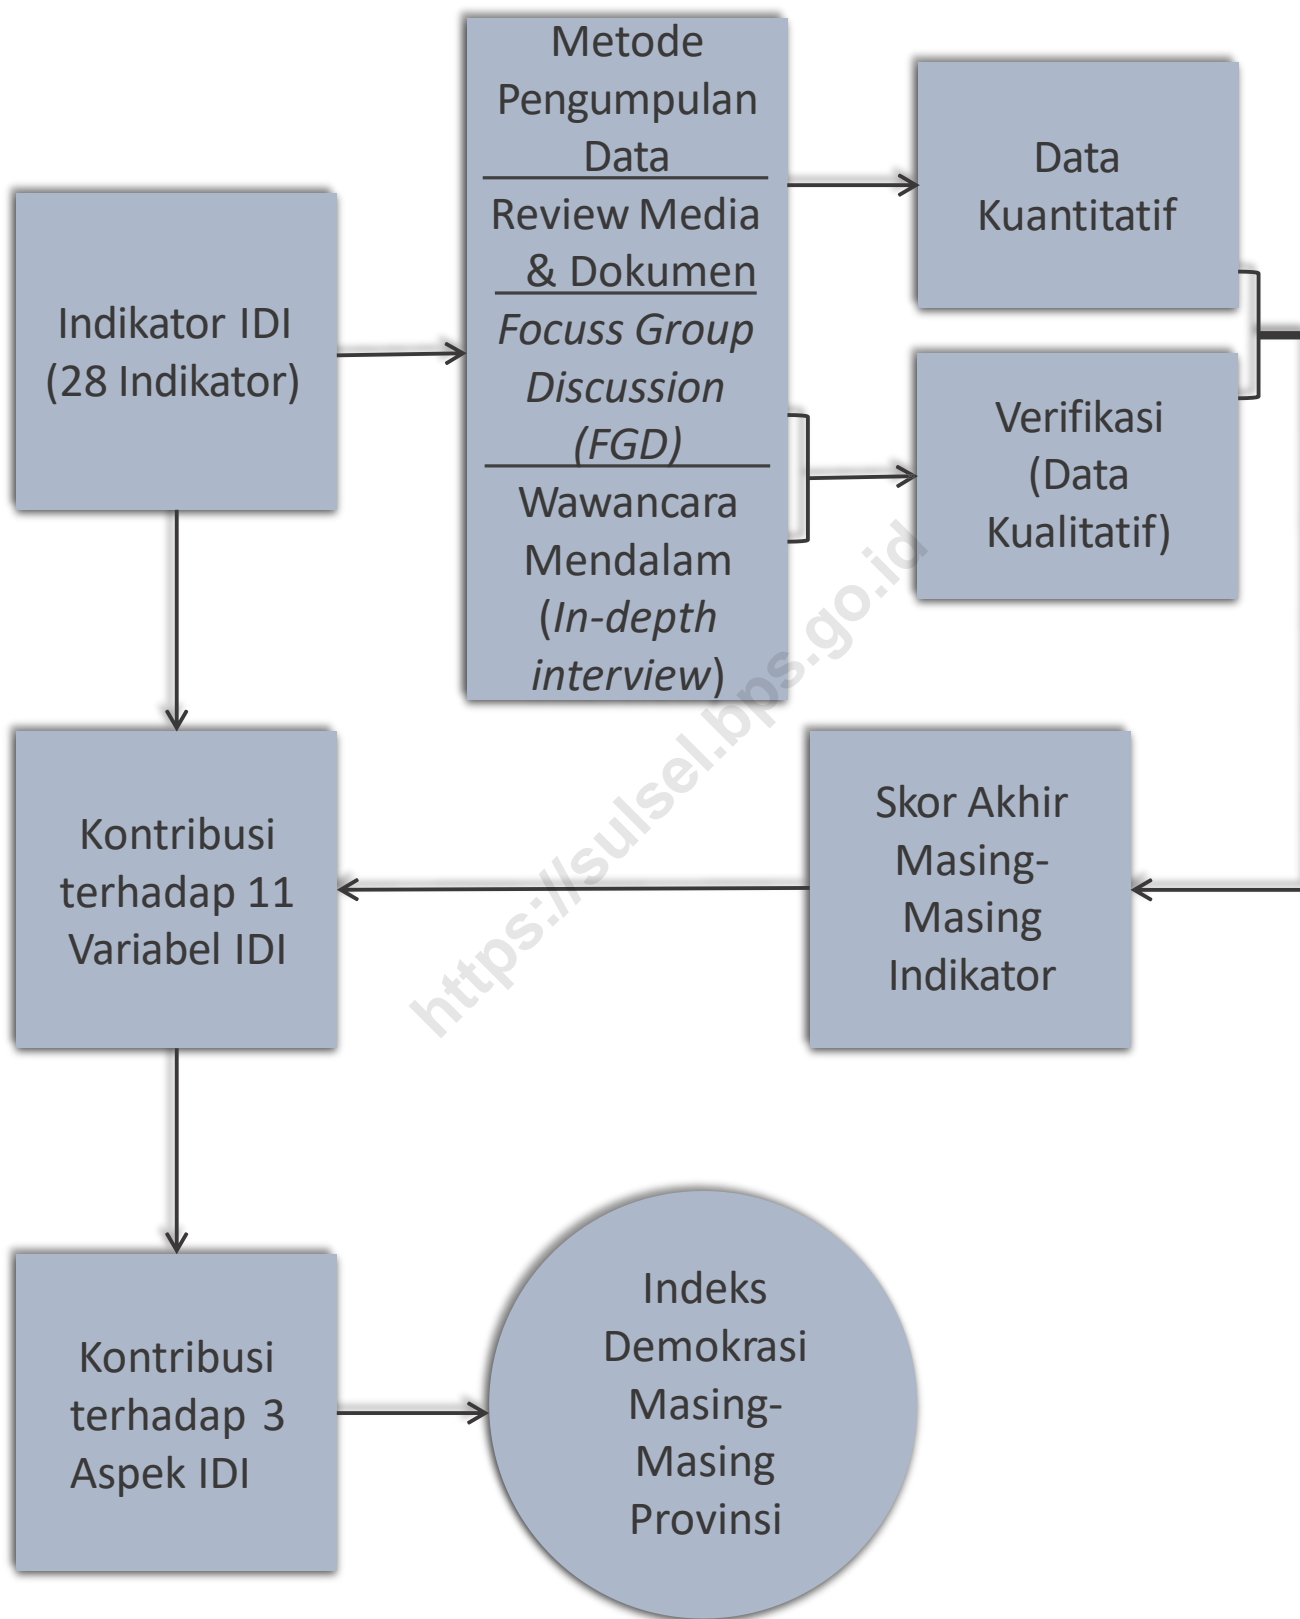 Metode
Pengumpulan
Data
Review Media
& Dokumen
Focuss Group
Discussion
(FGD)
Wawancara
Mendalam
(In-depth
interview)
Data
Kuantitatif
Indikator IDI
(28 Indikator)
Verifikasi
(Data
Kualitatif)
Kontribusi
terhadap 11
Variabel IDI
Skor Akhir
Masing-
Masing
Indikator
Kontribusi
terhadap 3
Aspek IDI
Indeks
Demokrasi
Masing-
Masing
Provinsi
https://sulsel.bps.go.id